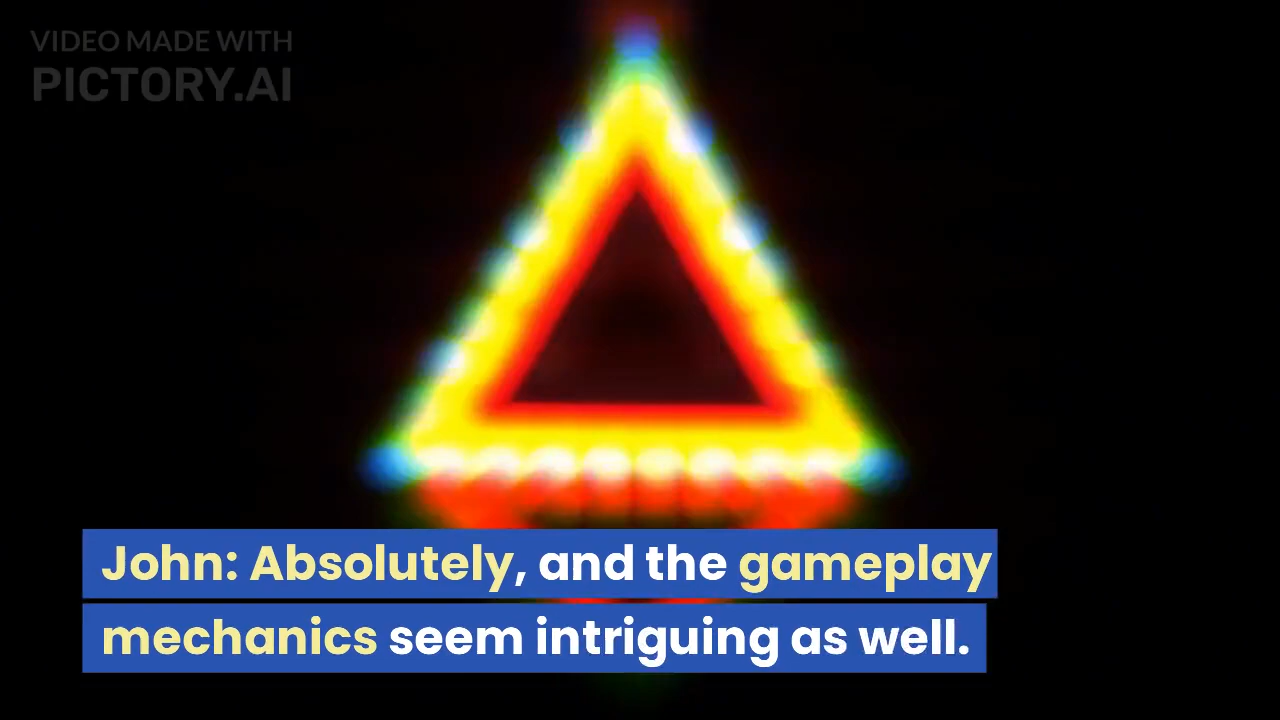 VIDEO MADE WITH
PICTORY.AI
John: Absolutely, and the gameplay
mechanics seem intriguing as well.